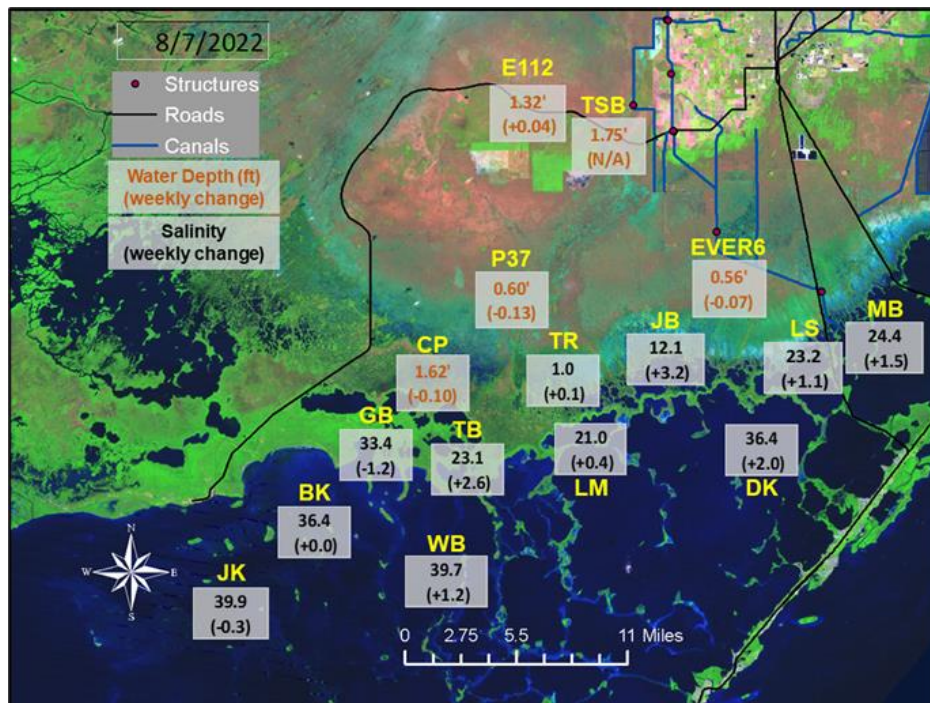 8/7/2022
Structures
Roads
Canals
Water Depth (ft)
(weekly change)
Salinity
(weekly change)
E112
1.32'
(+0.04)
TSB
1.75'
(N/A)
P37
0.60'
(-0.13)
EVER6
0.56'
(-0.07)
MB
24.4
(+1.5)
LS
23.2
(+1.1)
JB
12.1
(+3.2)
TR
1.0
(+0.1)
CP
1.62'
(-0.10)
GB
33.4
(-1.2)
TB
23.1
(+2.6)
21.0
(+0.4)
LM
36.4
(+2.0)
DK
BK
36.4
(+0.0)
WB
39.7
(+1.2)
JK
39.9
(-0.3)
N
W
E
S
0 2.75 5.5 11 Miles